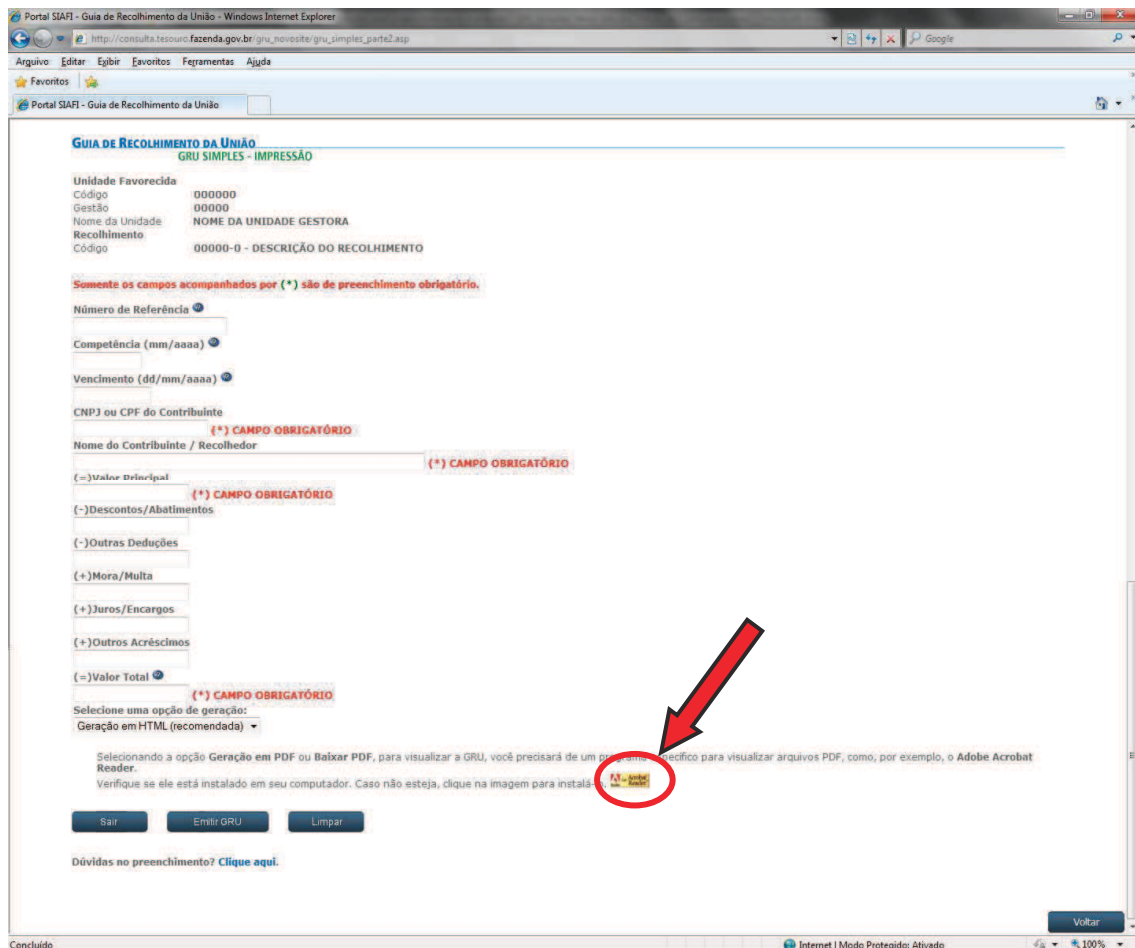 Portal SIAFI - Guia de Recolhimento da União - Windows Internet Explorer
http://consulta.tesouro.fazenda.gov.br/gru_novosite/gru_simples_parte2.asp
Google
Arquivo Editar Exibir Favoritos Ferramentas Ajuda
Favoritos
Portal SIAFI - Guia de Recolhimento da União
GUIA DE RECOLHIMENTO DA UNIÃO
GRU SIMPLES - IMPRESSÃO
Unidade Favorecida
Código 000000
Gestão 00000
Nome da Unidade NOME DA UNIDADE GESTORA
Recolhimento
Código 00000-0 - DESCRIÇÃO DO RECOLHIMENTO
Somente os campos acompanhados por (*) são de preenchimento obrigatório.
Número de Referência
Competência (mm/aaaa)
Vencimento (dd/mm/aaaa)
CNPJ ou CPF do Contribuinte
(*) CAMPO OBRIGATÓRIO
Nome do Contribuinte / Recolhedor
(*) CAMPO OBRIGATÓRIO
(=)Valor Principal
(*) CAMPO OBRIGATÓRIO
(-)Descontos/Abatimentos
(-)Outras Deduções
(+)Mora/Multa
(+)Juros/Encargos
(+)Outros Acréscimos
(=)Valor Total
(*) CAMPO OBRIGATÓRIO
Selecione uma opção de geração:
Geração em HTML (recomendada)
Selecionando a opção Geração em PDF ou Baixar PDF, para visualizar a GRU, você precisará de um programa específico para visualizar arquivos PDF, como, por exemplo, o Adobe Acrobat
Reader.
Verifique se ele está instalado em seu computador. Caso não esteja, clique na imagem para instalá-lo. Acrobat Reader
Sair Emitir GRU Limpar
Dúvidas no preenchimento? Clique aqui.
Voltar
Concluído Internet | Modo Protegido: Ativado 100%